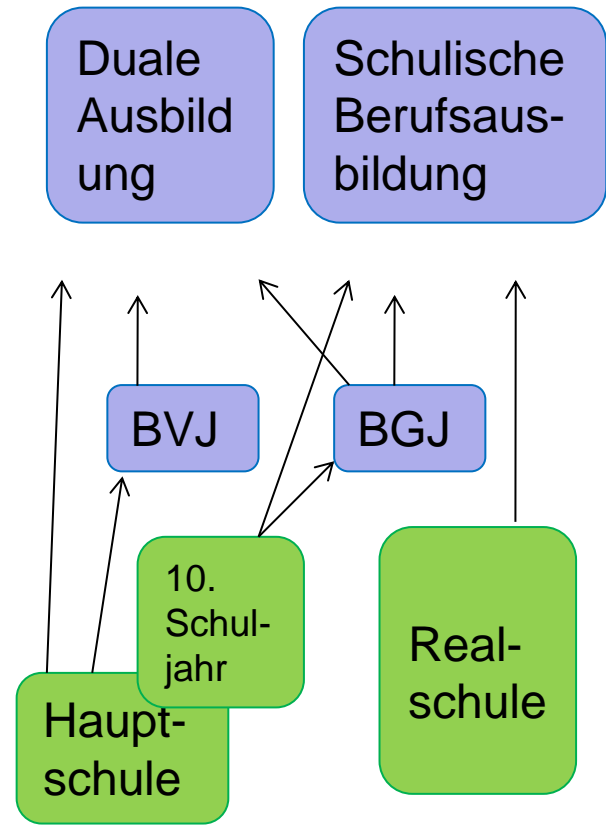 Duale
Ausbild
ung
Schulische
Berufsaus-
bildung
BVJ
BGJ
10.
Schul-
jahr
Real-
schule
Haupt-
schule